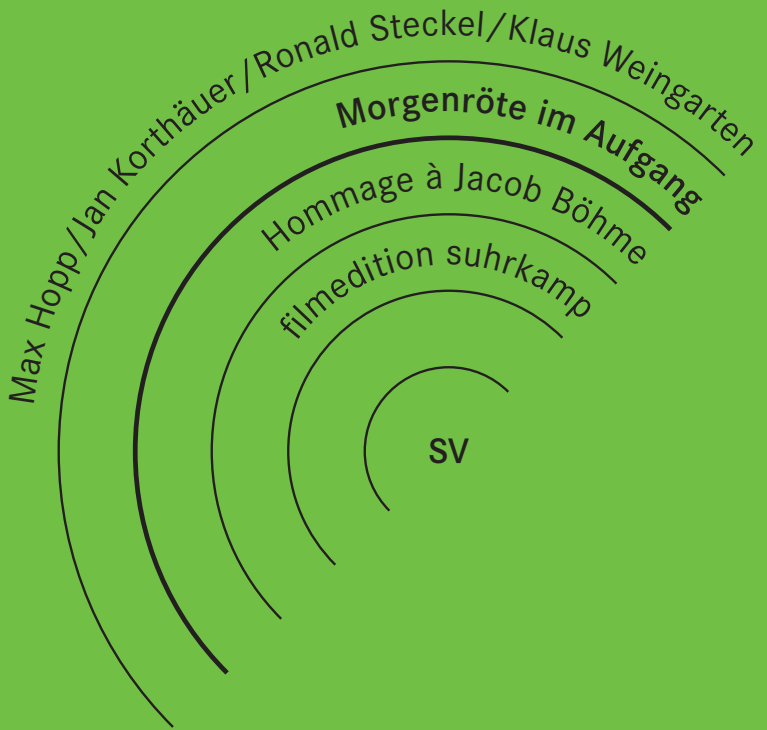 Max Hopp/Jan Korthäuer/Ronald Steckel/Klaus Weingarten
Morgenröte im Aufgang
Hommage à Jacob Böhme
filmedition suhrkamp
SV